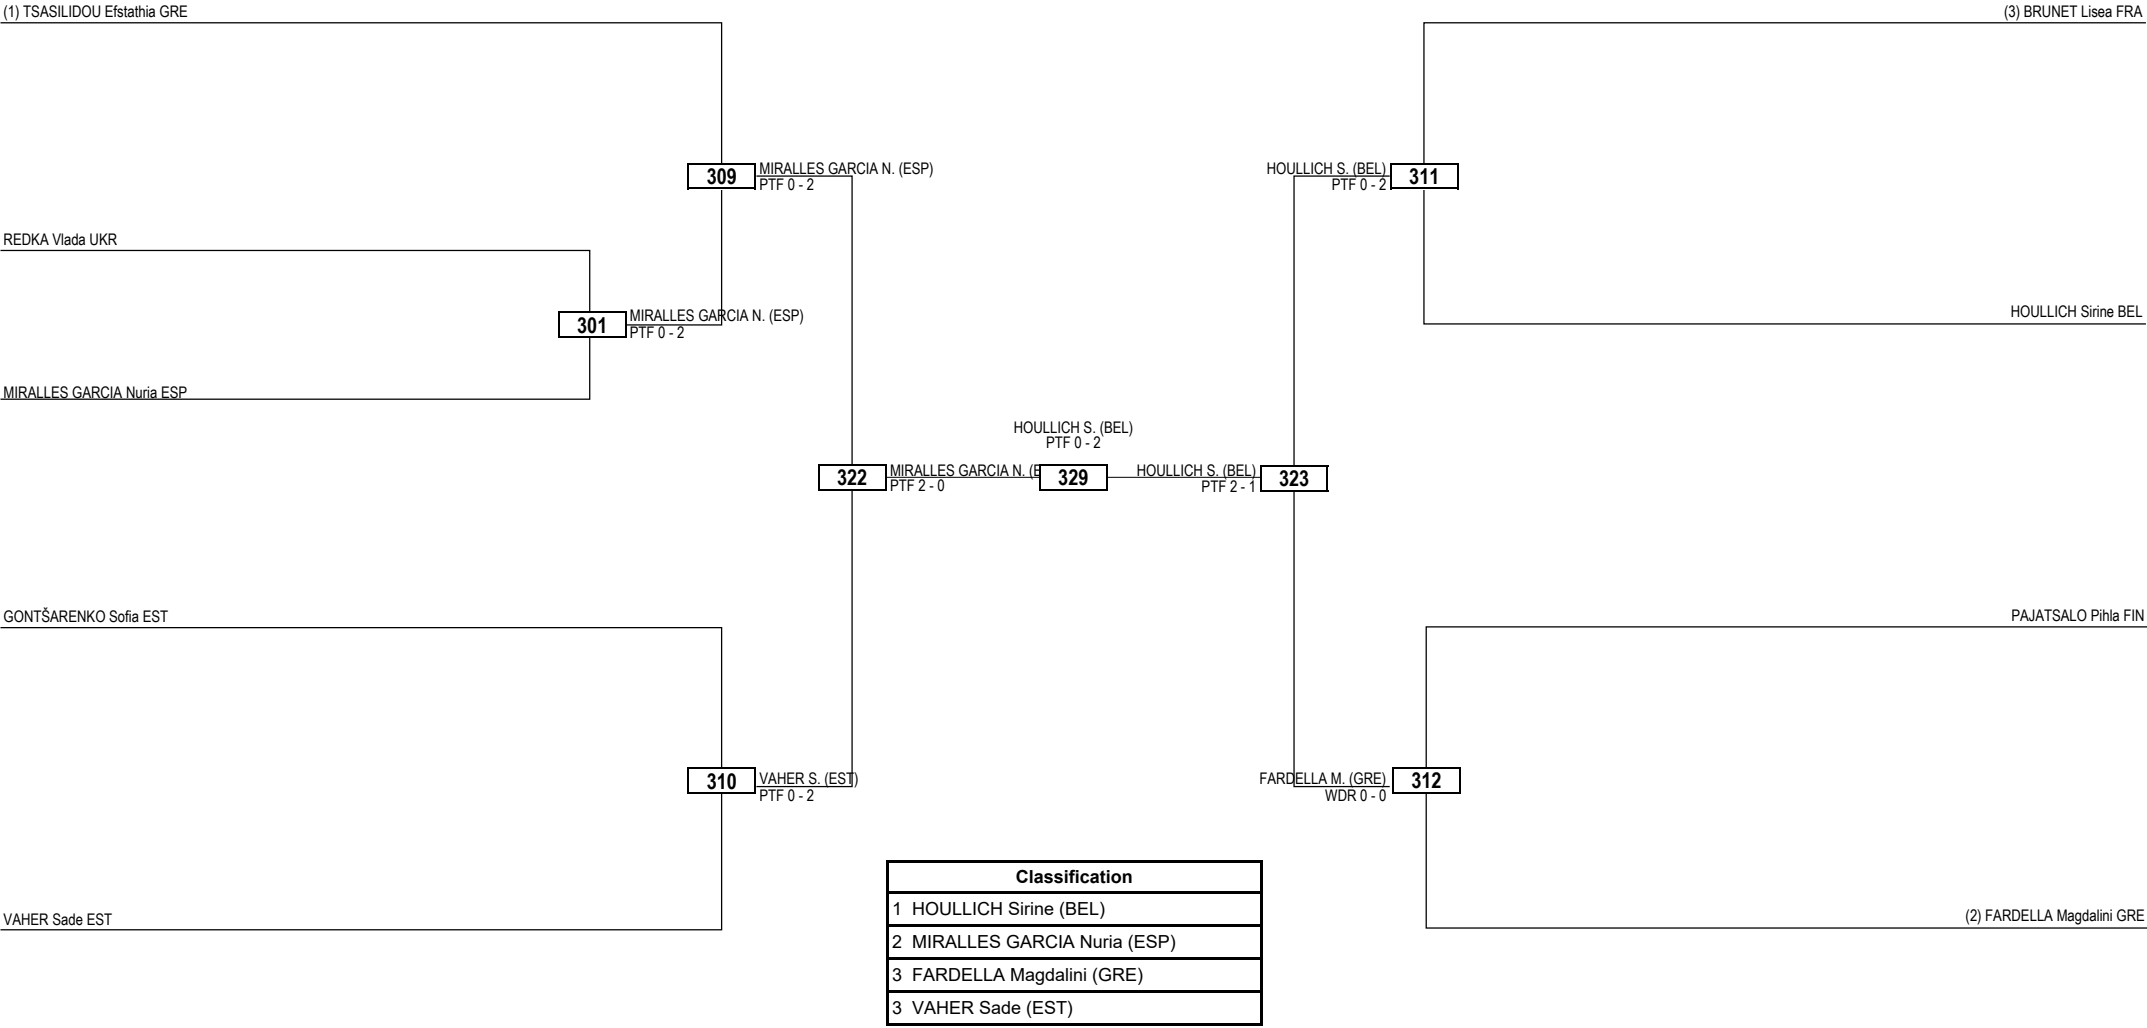 (1) TSASILIDOU Efstathia GRE
(3) BRUNET Lisea FRA
309
MIRALLES GARCIA N. (ESP)
PTF 0 - 2
HOULLICH S. (BEL)
PTF 0 - 2
311
REDKA Vlada UKR
301
MIRALLES GARCIA N. (ESP)
PTF 0 - 2
HOULLICH Sirine BEL
MIRALLES GARCIA Nuria ESP
HOULLICH S. (BEL)
PTF 0 - 2
322
MIRALLES GARCIA N. (E
PTF 2 - 0
329
HOULLICH S. (BEL)
PTF 2 - 1
323
GONTŠARENKO Sofia EST
PAJATSALO Pihla FIN
310
VAHER S. (EST)
PTF 0 - 2
FARDELLA M. (GRE)
WDR 0 - 0
312
VAHER Sade EST
(2) FARDELLA Magdalini GRE
Classification
1 HOULLICH Sirine (BEL)
2 MIRALLES GARCIA Nuria (ESP)
3 FARDELLA Magdalini (GRE)
3 VAHER Sade (EST)